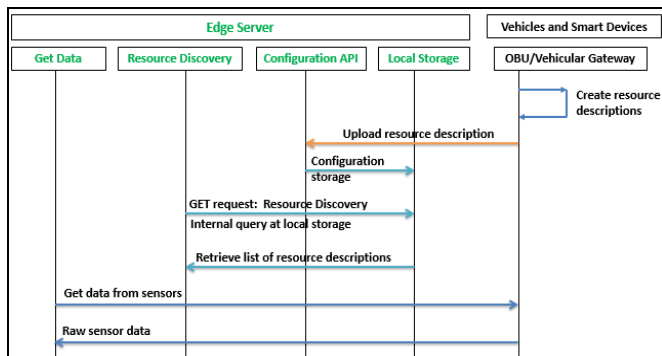 Edge Server
Vehicles and Smart Devices
Get Data
Resource Discovery
Configuration API
Local Storage
OBU/Vehicular Gateway
Create resource
descriptions
Upload resource description
Configuration
storage
GET request: Resource Discovery
Internal query at local storage
Retrieve list of resource descriptions
Get data from sensors
Raw sensor data